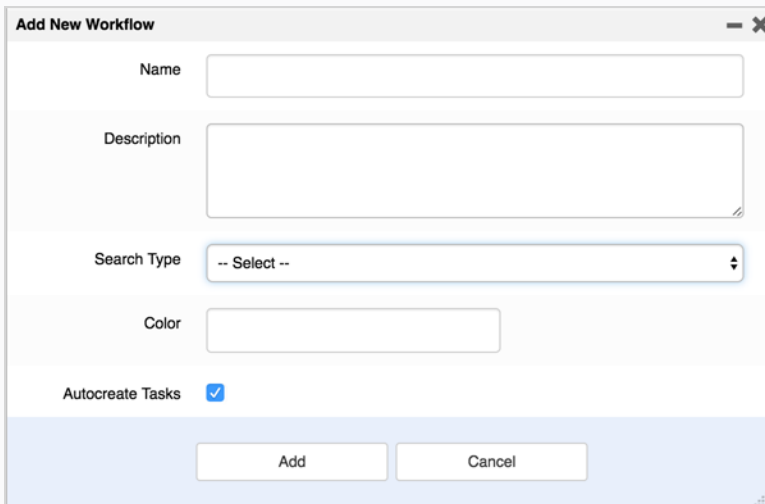 Add New Workflow
Name
Description
Search Type
-- Select --
Color
Autocreate Tasks
Add Cancel